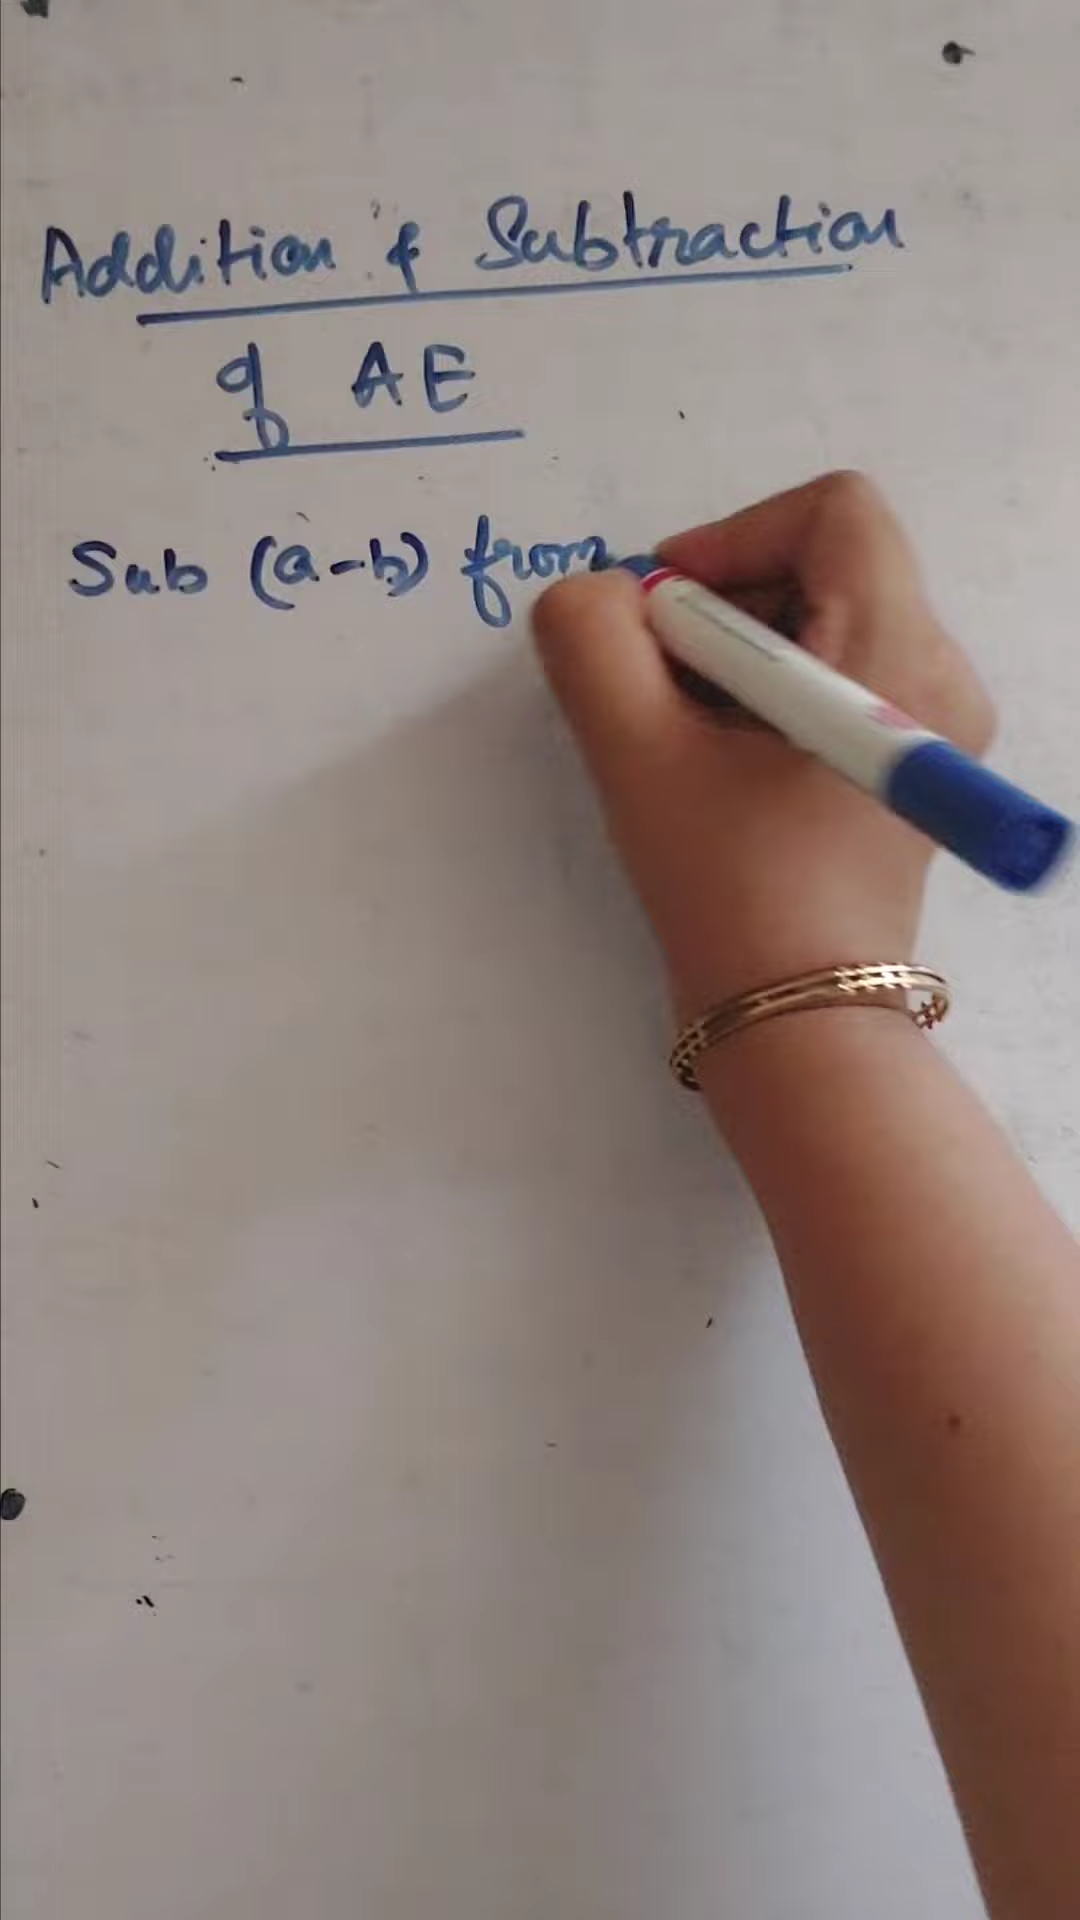 Addition & Subtraction
of AE
Sub (a-b) from